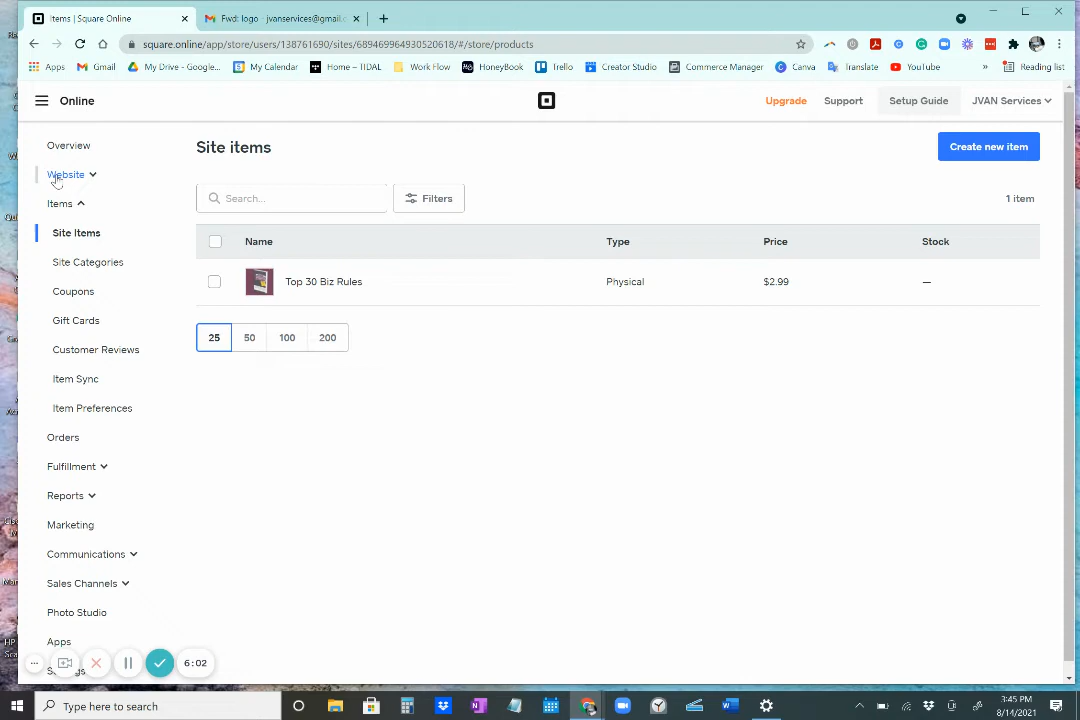 Items | Square Online
Fwd: logo - jvanservices@gmail.c
square.online/app/store/users/138761690/sites/689469964930520618/#/store/products
Apps
Gmail
My Drive - Google...
My Calendar
Home – TIDAL
Work Flow
HoneyBook
Trello
Creator Studio
Commerce Manager
Canva
Translate
YouTube
»
Reading list
Online
Upgrade
Support
Setup Guide
JVAN Services
Overview
Website
Items
Site Items
Site Categories
Coupons
Gift Cards
Customer Reviews
Item Sync
Item Preferences
Orders
Fulfillment
Reports
Marketing
Communications
Sales Channels
Photo Studio
Apps
Site items
Create new item
Search...
Filters
1 item
Name Type Price Stock
Top 30 Biz Rules Physical $2.99 —
25 50 100 200
6:02
Type here to search
3:45 PM
8/14/2021